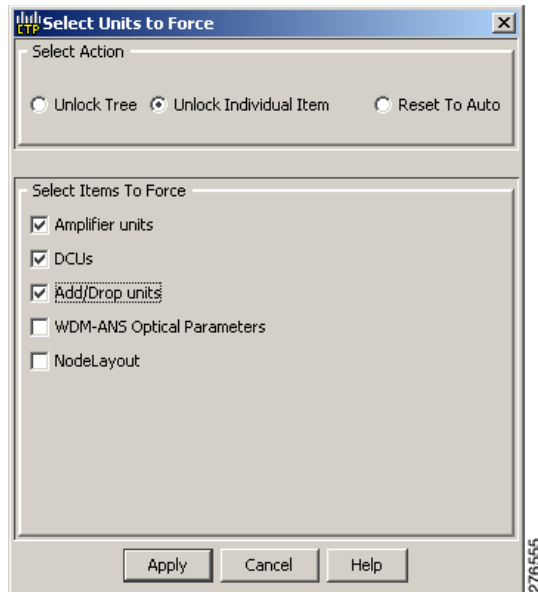 CTP Select Units to Force
Select Action
Unlock Tree Unlock Individual Item Reset To Auto
Select Items To Force
Amplifier units
DCUs
Add/Drop units
WDM-ANS Optical Parameters
NodeLayout
Apply Cancel Help
276555